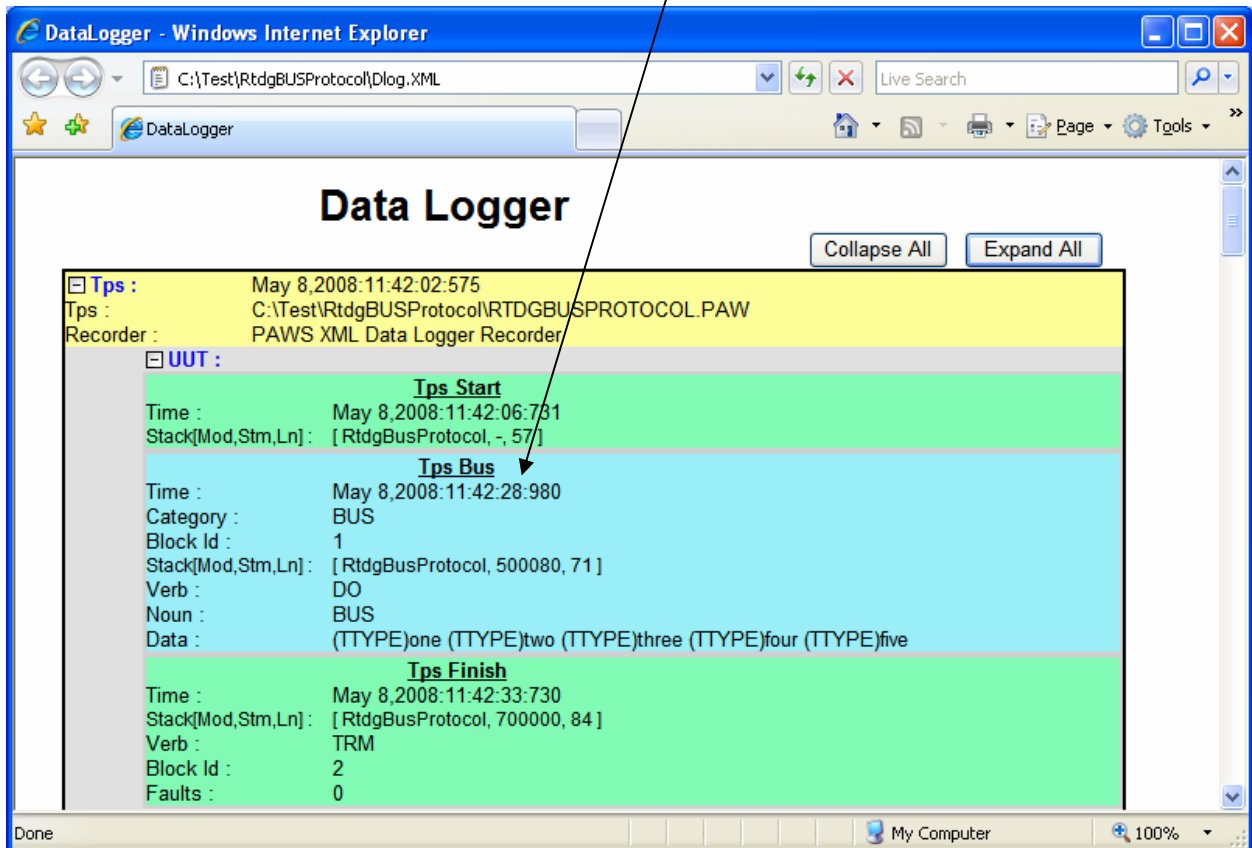 DataLogger - Windows Internet Explorer
C:\Test\RtdgBUSProtocol\Dlog.XML
Live Search
DataLogger
Page
Tools
»
Data Logger
Collapse All
Expand All
Tps :
May 8,2008:11:42:02:575
Tps : C:\Test\RtdgBUSProtocol\RTDGBUSPROTOCOL.PAW
Recorder : PAWS XML Data Logger Recorder
UUT :
Tps Start
Time : May 8,2008:11:42:06:731
Stack[Mod,Stm,Ln] : [ RtdgBusProtocol, -, 57 ]
Tps Bus
Time : May 8,2008:11:42:28:980
Category : BUS
Block Id : 1
Stack[Mod,Stm,Ln] : [ RtdgBusProtocol, 500080, 71 ]
Verb : DO
Noun : BUS
Data : (TTYPE)one (TTYPE)two (TTYPE)three (TTYPE)four (TTYPE)five
Tps Finish
Time : May 8,2008:11:42:33:730
Stack[Mod,Stm,Ln] : [ RtdgBusProtocol, 700000, 84 ]
Verb : TRM
Block Id : 2
Faults : 0
Done
My Computer
100%